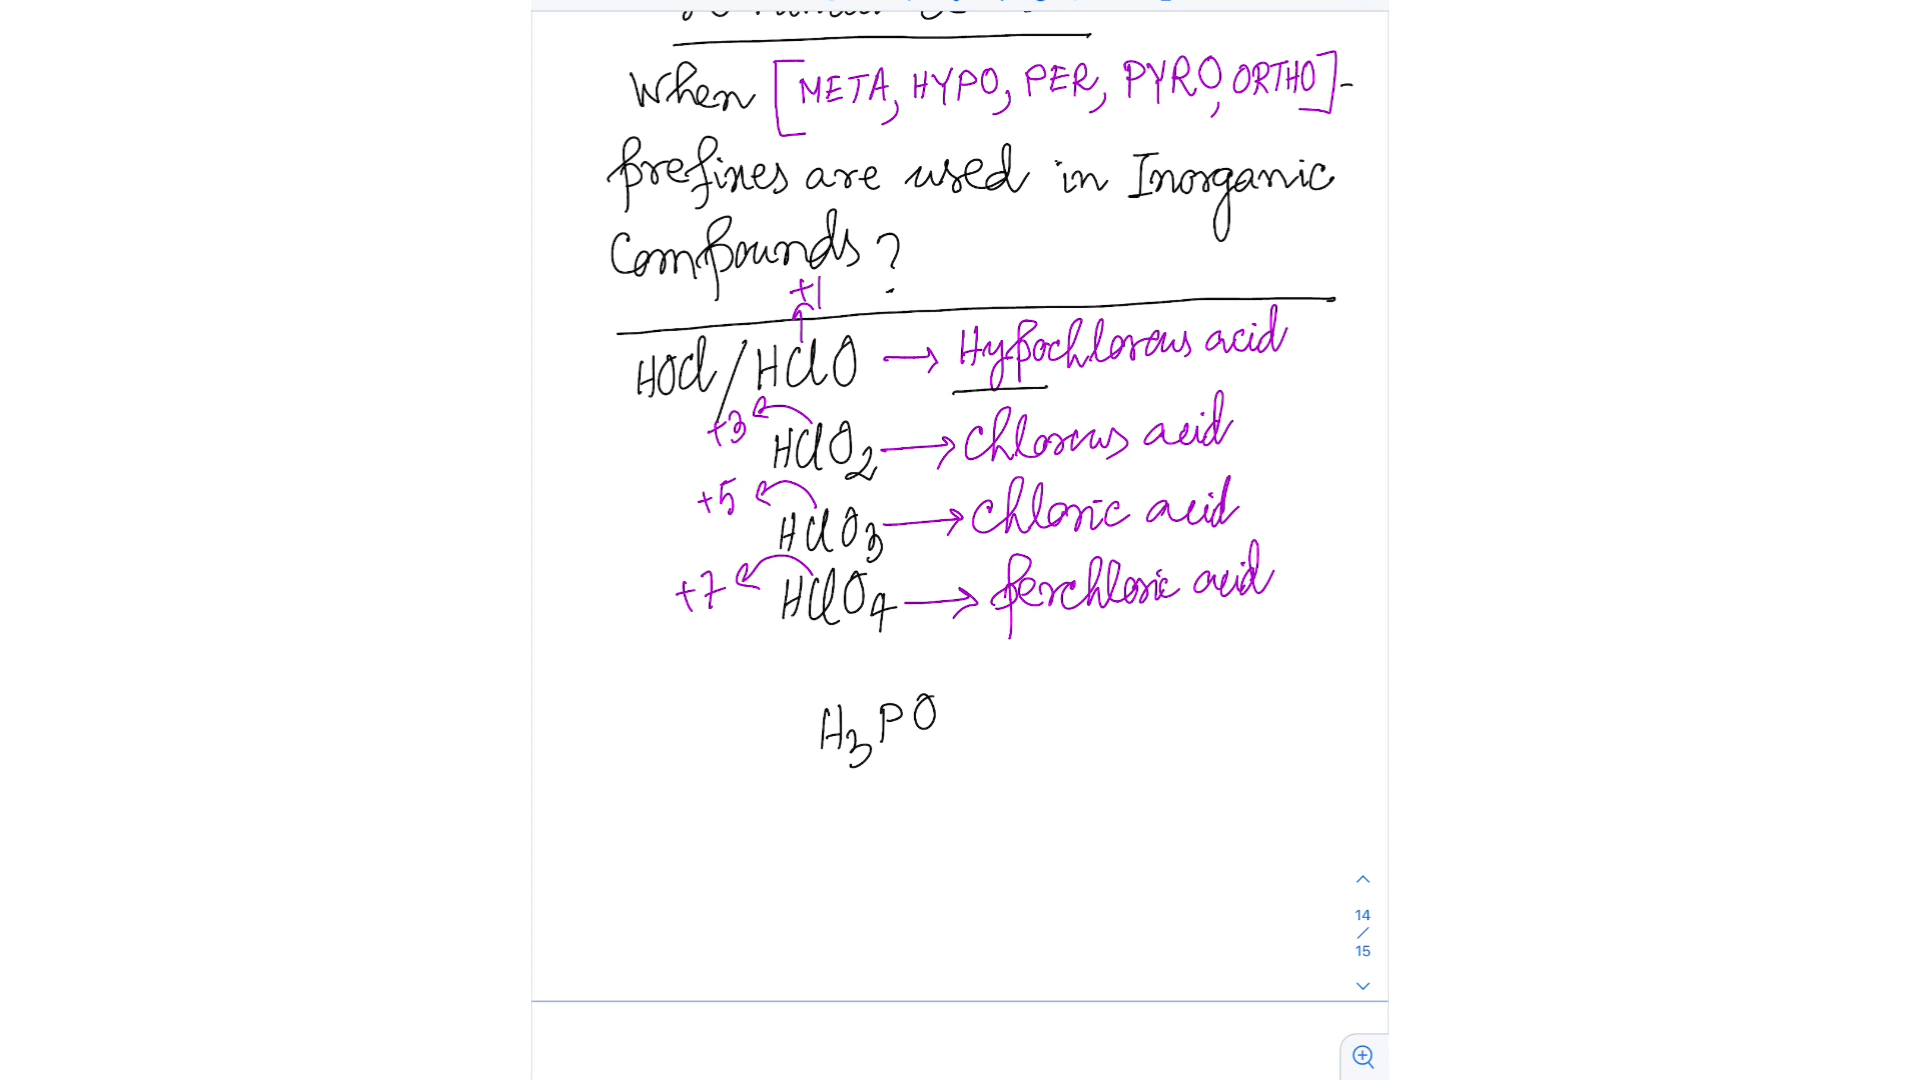 When [META, HYPO, PER, PYRO, ORTHO]-
prefixes are used in Inorganic
Compounds?
+1
HOCl/HClO → Hypochlorous acid
+3 HClO2 → chlorous acid
+5 HClO3 → chloric acid
+7 HClO4 → perchloric acid
H3PO
14
/
15